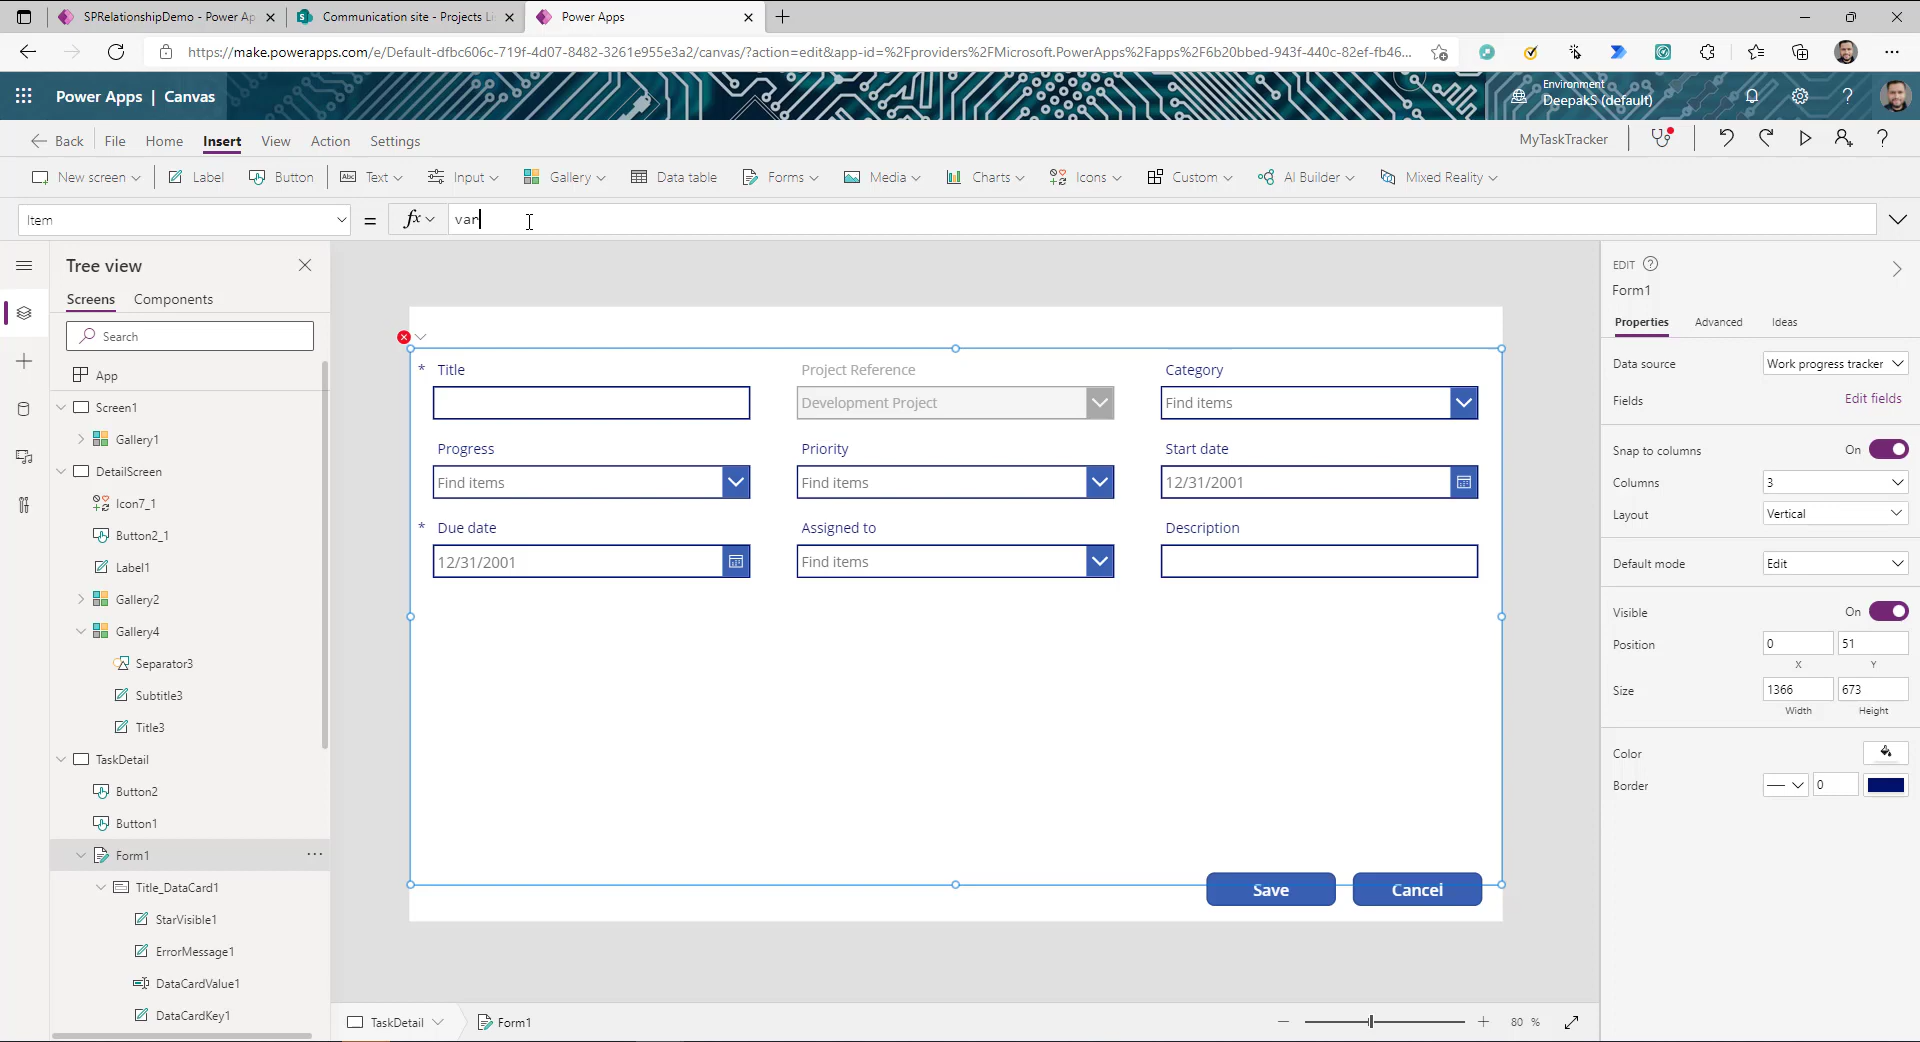 SPRelationshipDemo - Power Ap
Communication site - Projects Li
Power Apps
https://make.powerapps.com/e/Default-dfbc606c-719f-4d07-8482-3261e955e3a2/canvas/?action=edit&app-id=%2Fproviders%2FMicrosoft.PowerApps%2Fapps%2F6b20bbed-943f-440c-82ef-fb46...
Power Apps | Canvas
Environment
DeepakS (default)
Back
File
Home
Insert
View
Action
Settings
MyTaskTracker
New screen
Label
Button
Abc Text
Input
Gallery
Data table
Forms
Media
Charts
Icons
Custom
AI Builder
Mixed Reality
Item
=
fx
var
Tree view
Screens
Components
Search
App
Screen1
Gallery1
DetailScreen
Icon7_1
Button2_1
Label1
Gallery2
Gallery4
Separator3
Subtitle3
Title3
TaskDetail
Button2
Button1
Form1
Title_DataCard1
StarVisible1
ErrorMessage1
DataCardValue1
DataCardKey1
* Title
Project Reference
Category
Development Project
Find items
Progress
Priority
Start date
Find items
Find items
12/31/2001
* Due date
Assigned to
Description
12/31/2001
Find items
Save
Cancel
TaskDetail
Form1
80 %
EDIT
Form1
Properties
Advanced
Ideas
Data source
Work progress tracker
Fields
Edit fields
Snap to columns
On
Columns
3
Layout
Vertical
Default mode
Edit
Visible
On
Position
0
51
X
Y
Size
1366
673
Width
Height
Color
Border
0